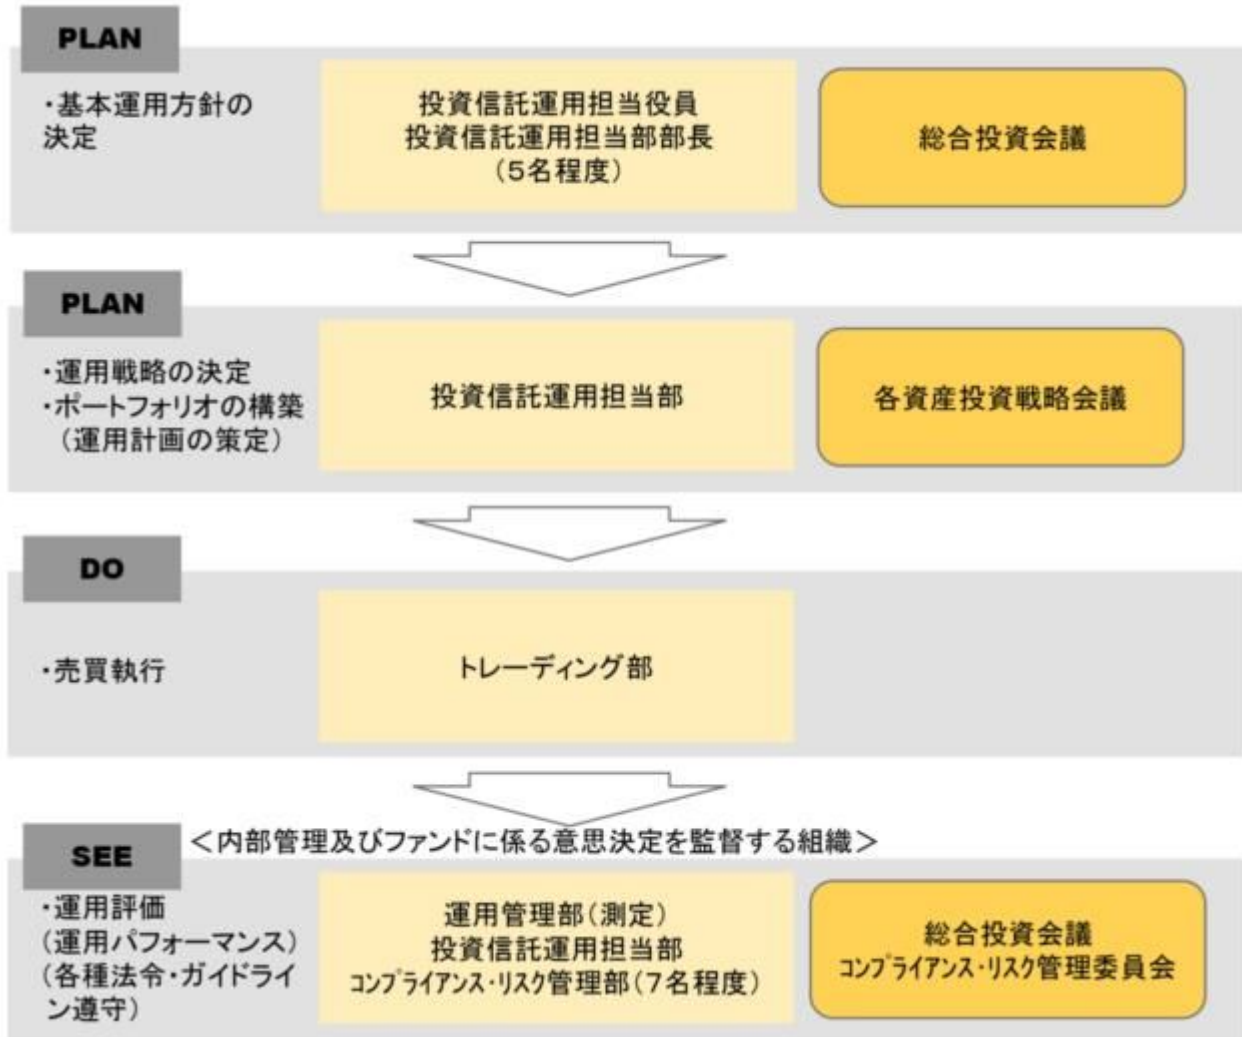 PLAN
・基本運用方針の
決定
投資信託運用担当役員
投資信託運用担当部部長
(5名程度)
総合投資会議
PLAN
・運用戦略の決定
・ポートフォリオの構築
(運用計画の策定)
投資信託運用担当部
各資産投資戦略会議
DO
・売買執行
トレーディング部
SEE
＜内部管理及びファンドに係る意思決定を監督する組織＞
・運用評価
(運用パフォーマンス)
(各種法令・ガイドライ
ン遵守)
運用管理部(測定)
投資信託運用担当部
ｺﾝﾌﾟﾗｲｱﾝｽ・ﾘｽｸ管理部(7名程度)
総合投資会議
ｺﾝﾌﾟﾗｲｱﾝｽ・ﾘｽｸ管理委員会